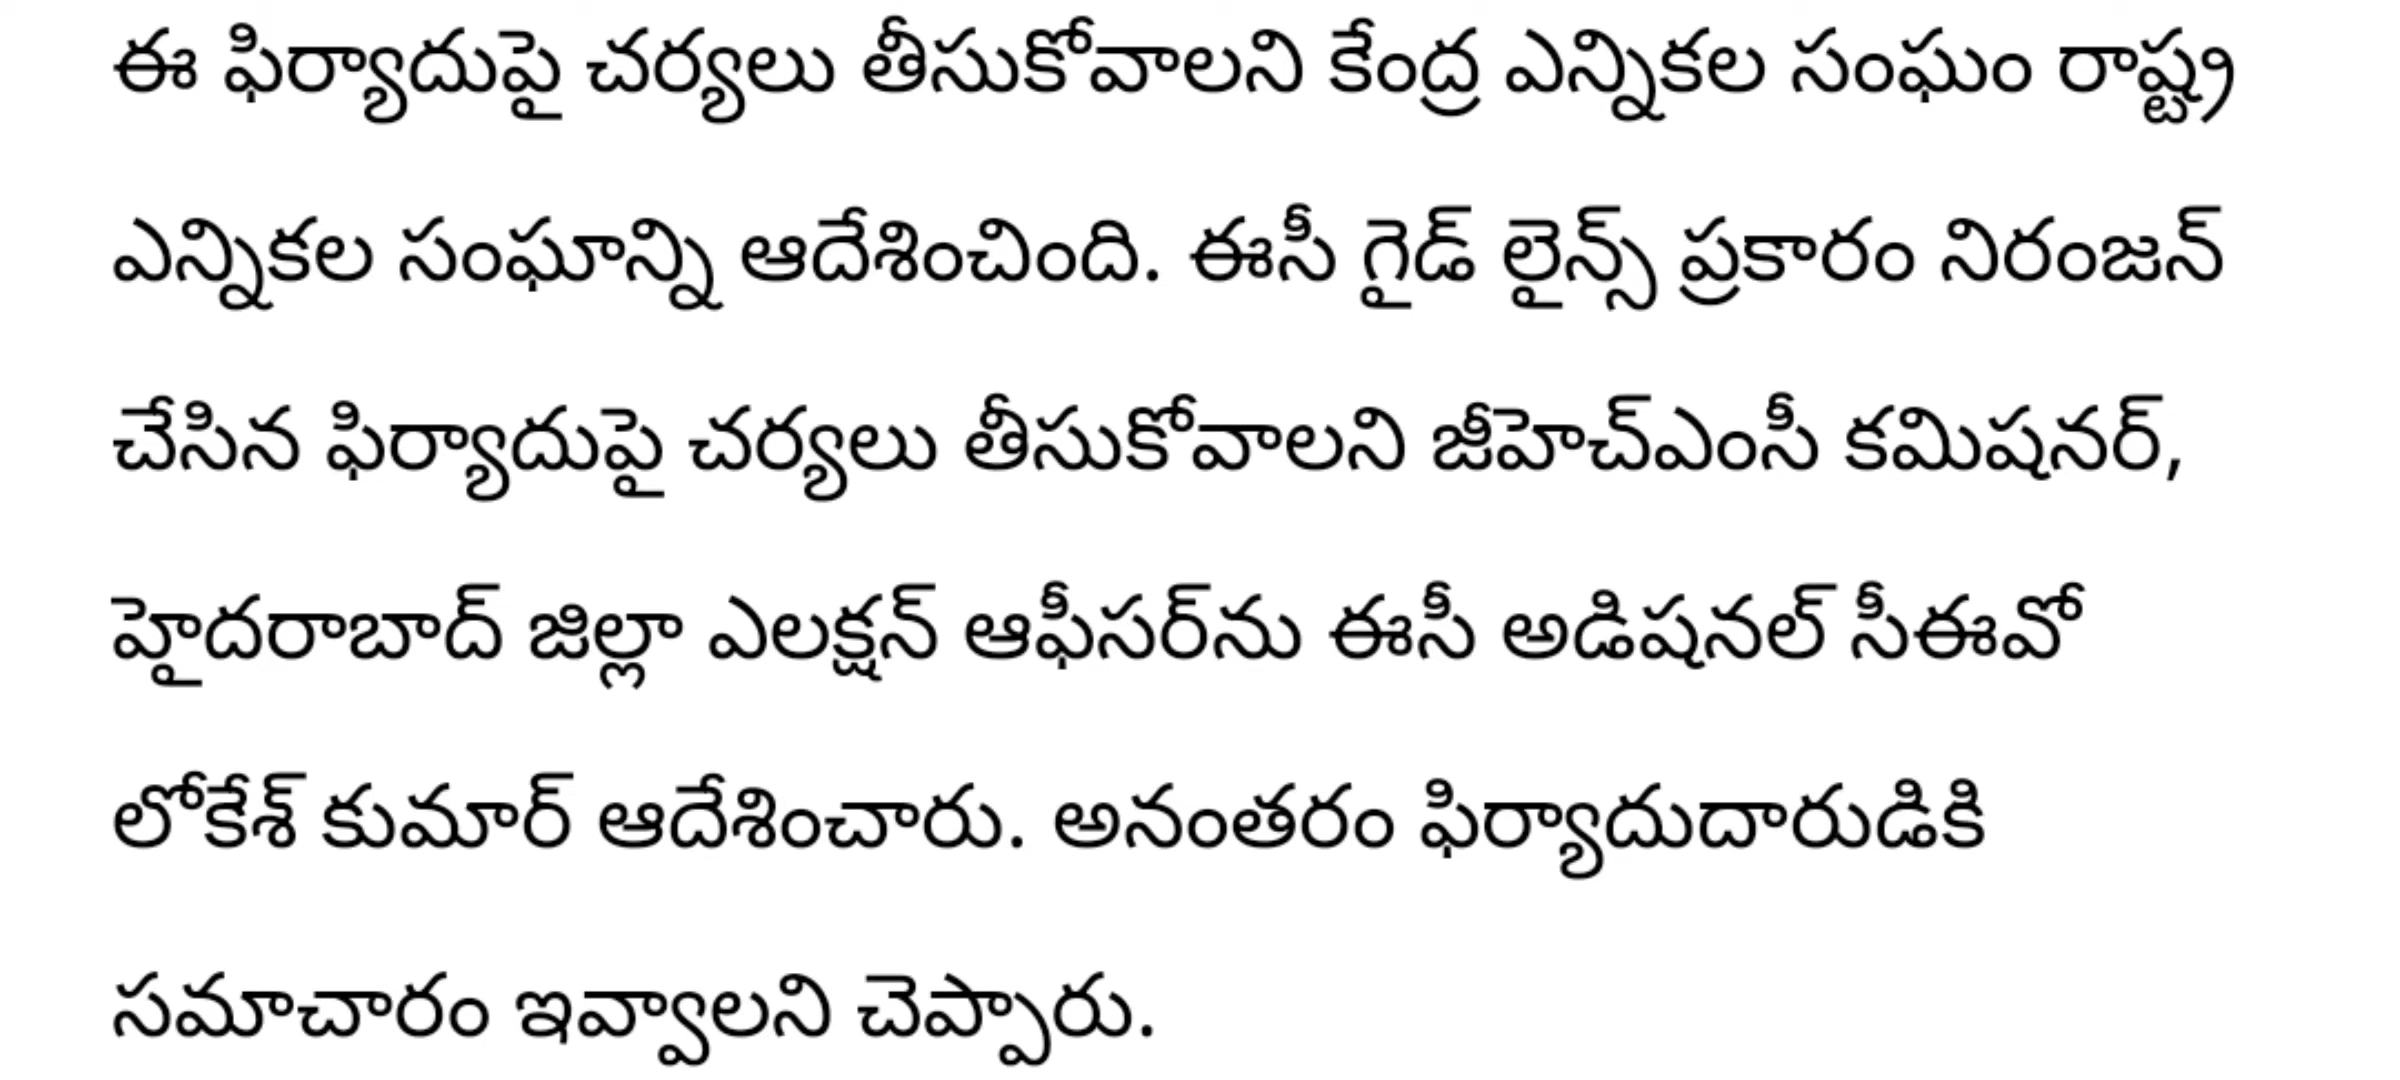 ఈ ఫిర్యాదుపై చర్యలు తీసుకోవాలని కేంద్ర ఎన్నికల సంఘం రాష్ట్ర
ఎన్నికల సంఘాన్ని ఆదేశించింది. ఈసీ గైడ్ లైన్స్ ప్రకారం నిరంజన్
చేసిన ఫిర్యాదుపై చర్యలు తీసుకోవాలని జీహెచ్ఎంసీ కమిషనర్,
హైదరాబాద్ జిల్లా ఎలక్షన్ ఆఫీసర్‌ను ఈసీ అడిషనల్ సీఈవో
లోకేశ్ కుమార్ ఆదేశించారు. అనంతరం ఫిర్యాదుదారుడికి
సమాచారం ఇవ్వాలని చెప్పారు.